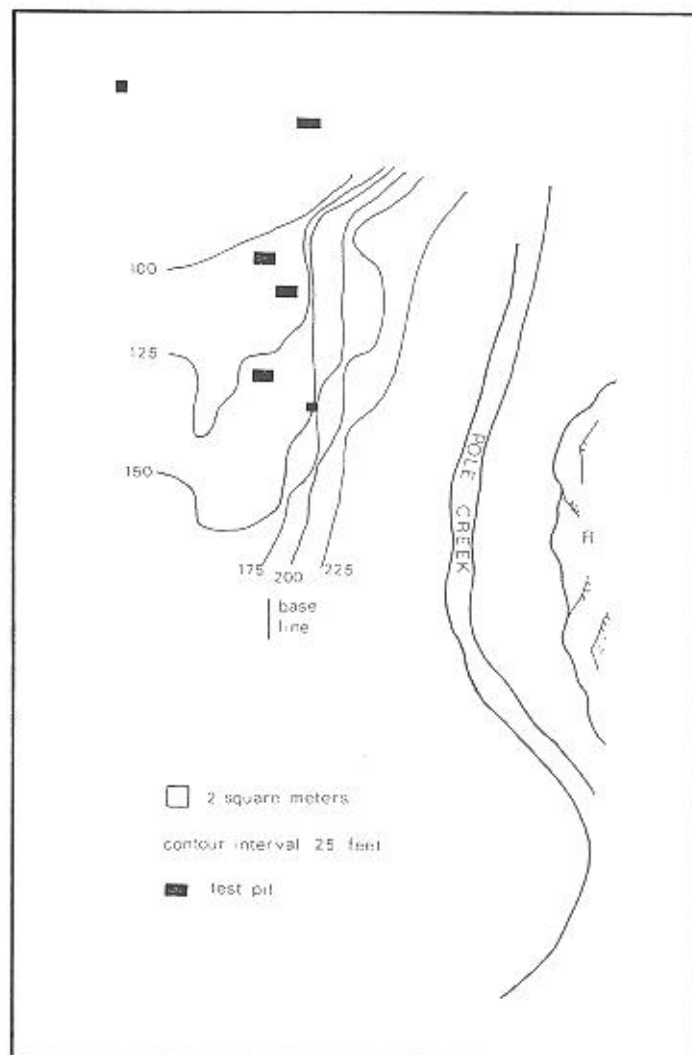 100
125
150
175
200
225
base
line
POLE CREEK
2 square meters
contour interval 25 feet
test pit